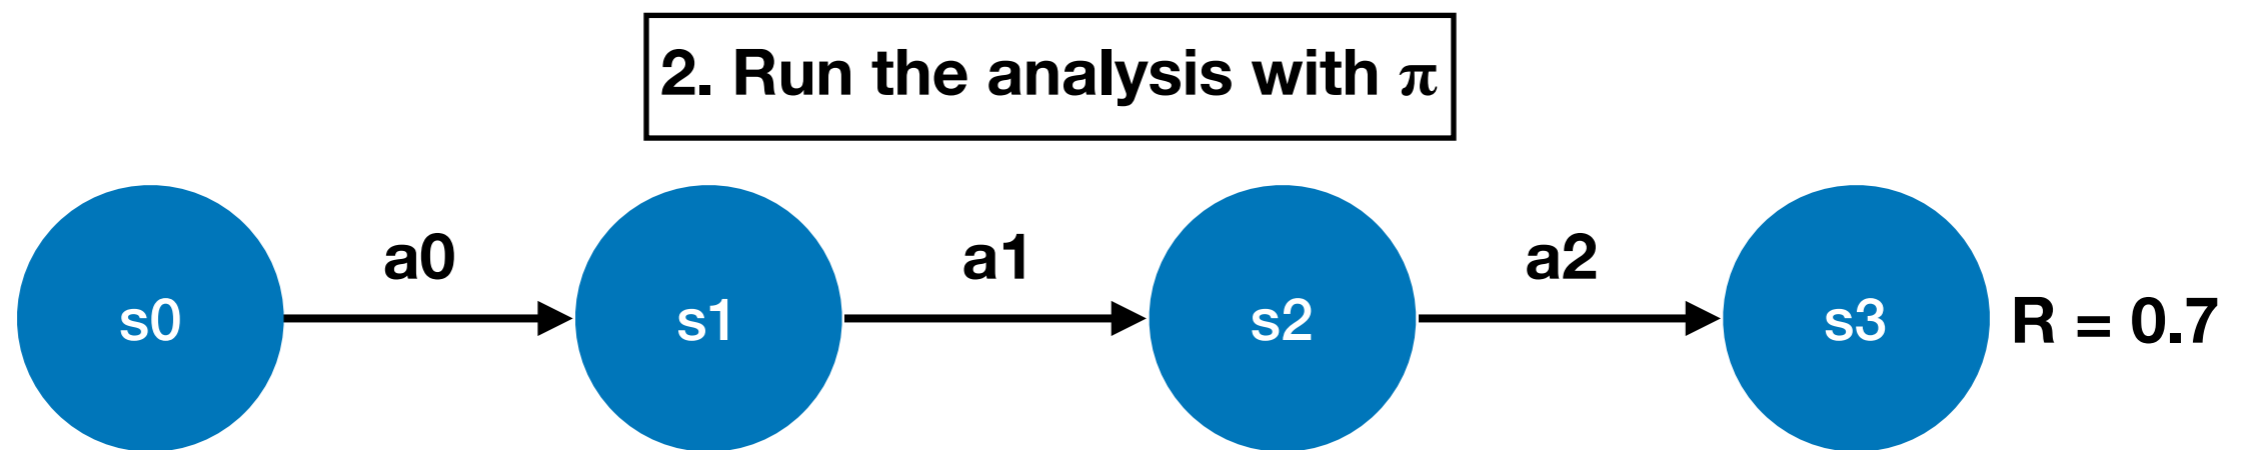 2. Run the analysis with π
a0
a1
a2
s0
s1
s2
s3
R = 0.7